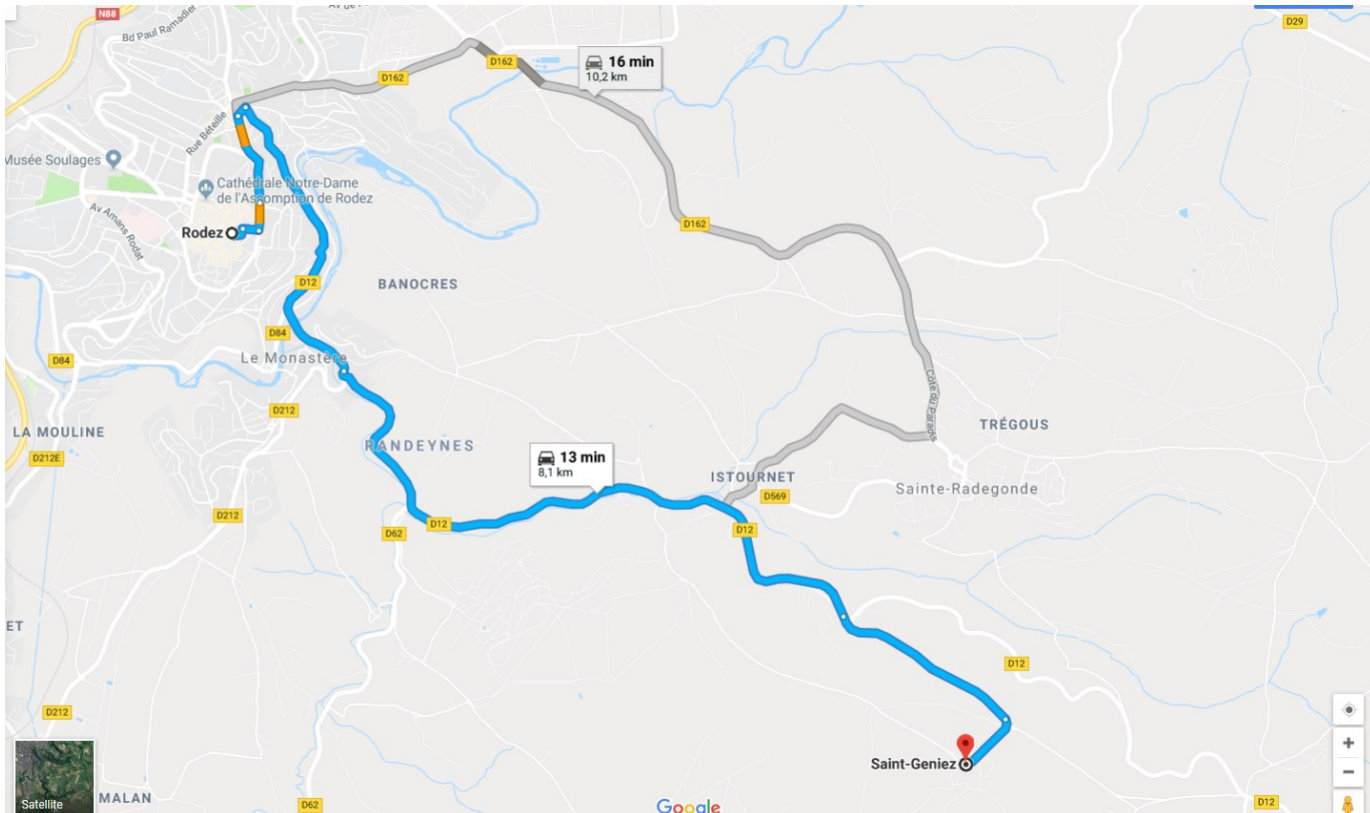 N88
Bd Paul Ramadier
D29
D162
16 min
10,2 km
D162
Rue Béteille
Musée Soulages
Cathédrale Notre-Dame
de l'Assomption de Rodez
Av Amans Rodat
Rodez
D162
D12
BANOCRES
D84
Le Monastère
D84
Côte du Paradis
D212
TRÉGOUS
LA MOULINE
RANDEYNES
D212E
13 min
8,1 km
ISTOURNET
Sainte-Radegonde
D569
D212
D12
D62
D12
ET
D12
D212
Saint-Geniez
Satellite
MALAN
D62
Google
D12